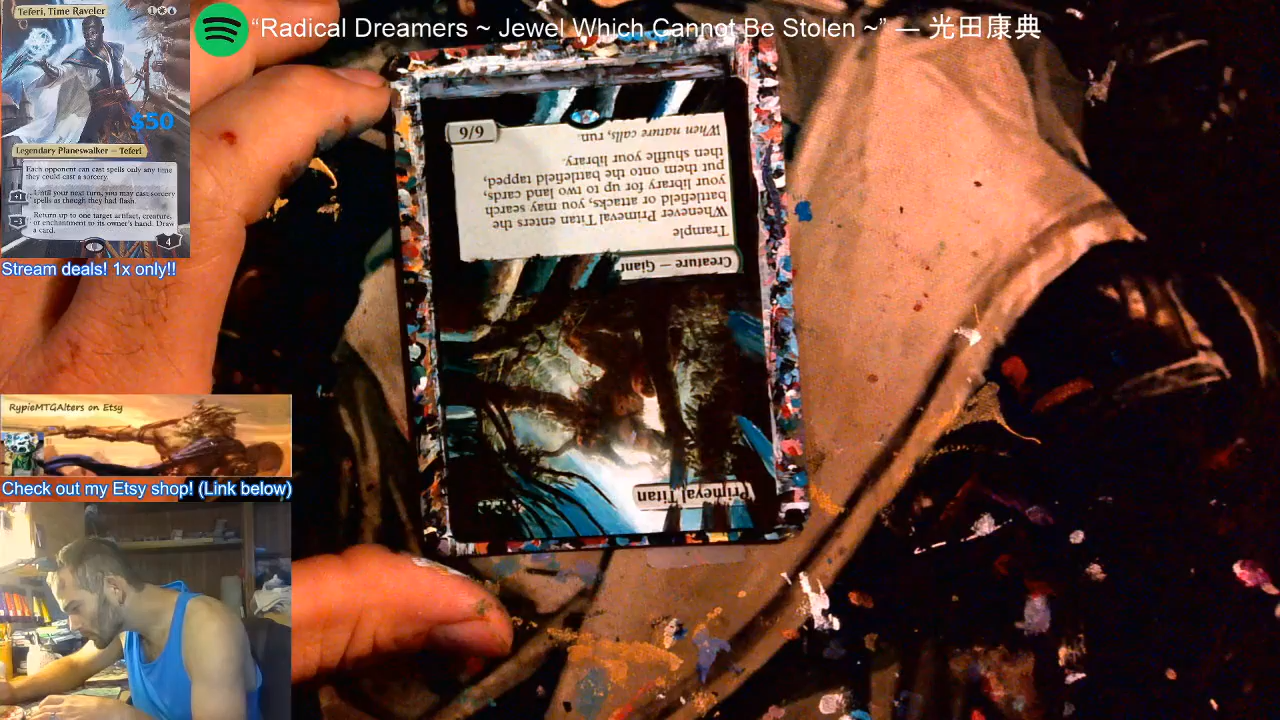 Teferi, Time Raveler
$50
Legendary Planeswalker — Teferi
Each opponent can cast spells only any time
they could cast a sorcery.
+1 Until your next turn, you may cast sorcery
spells as though they had flash.
−3 Return up to one target artifact, creature,
or enchantment to its owner's hand. Draw
a card.
4
Stream deals! 1x only!!
RypieMTGAlters on Etsy
Check out my Etsy shop! (Link below)
“Radical Dreamers ~ Jewel Which Cannot Be Stolen ~” — 光田康典
Primeval Titan
Creature — Giant
Trample
Whenever Primeval Titan enters the
battlefield or attacks, you may search
your library for up to two land cards,
put them onto the battlefield tapped,
then shuffle your library.
When nature calls, run.
6/6